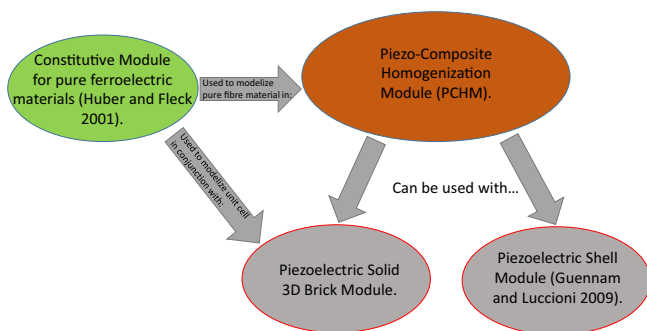 Constitutive Module
for pure ferroelectric
materials (Huber and Fleck
2001).
Used to modelize
pure fibre material in:
Piezo-Composite
Homogenization
Module (PCHM).
Used to modelize unit cell
in conjunction with:
Can be used with...
Piezoelectric Solid
3D Brick Module.
Piezoelectric Shell
Module (Guennam
and Luccioni 2009).